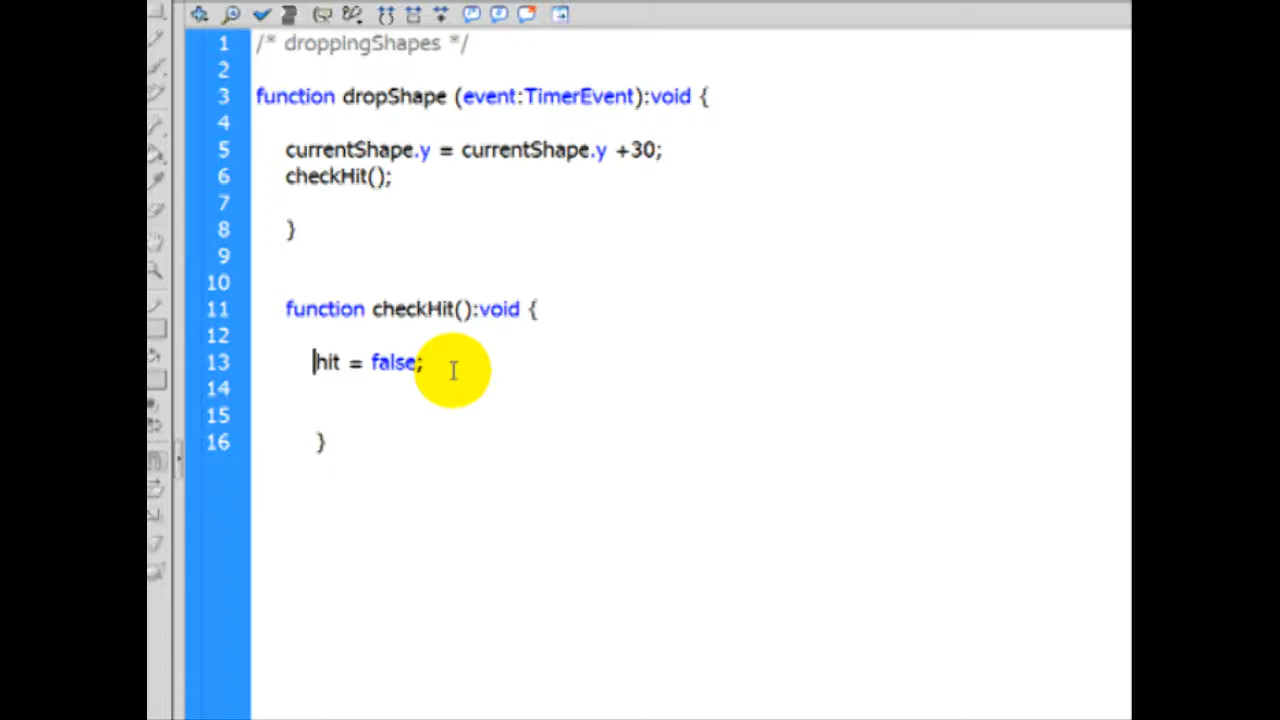 1 /* droppingShapes */
2
3 function dropShape (event:TimerEvent):void {
4
5 currentShape.y = currentShape.y +30;
6 checkHit();
7
8 }
9
10
11 function checkHit():void {
12
13 hit = false;
14
15
16 }